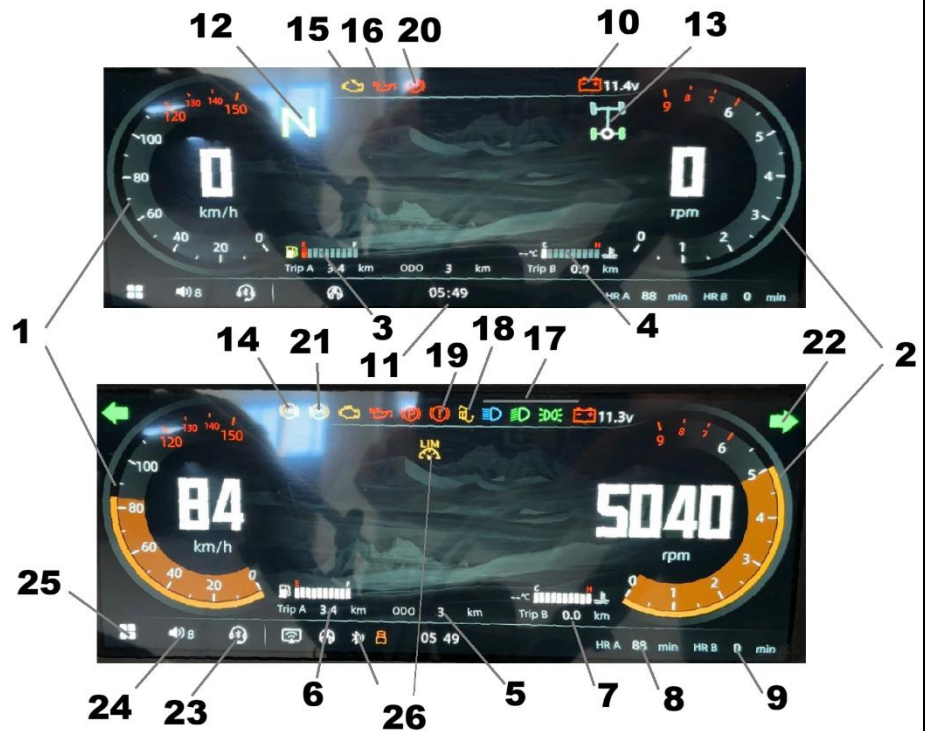 12 15 16 20 10 13
11.4v
120 130 140 150
9 8 7 6
N
100
5
80
4
0
km/h
0
rpm
60
3
40 20 0
0 1 2
E F
C H
--°C
Trip A 3.4 km ODO 3 km Trip B 0.0 km
8
05:49
HR A 88 min HR B 0 min
1 3 11 4 2
14 21 19 18 17 22
P
11.3v
120 130 140 150
9 8 7 6
LIM
100
5
80
4
84
km/h
5040
rpm
60
3
40 20 0
0 1 2
E F
C H
--°C
Trip A 3.4 km ODO 3 km Trip B 0.0 km
25
8
05 49
HR A 88 min HR B 0 min
24 23 6 26 5 7 8 9